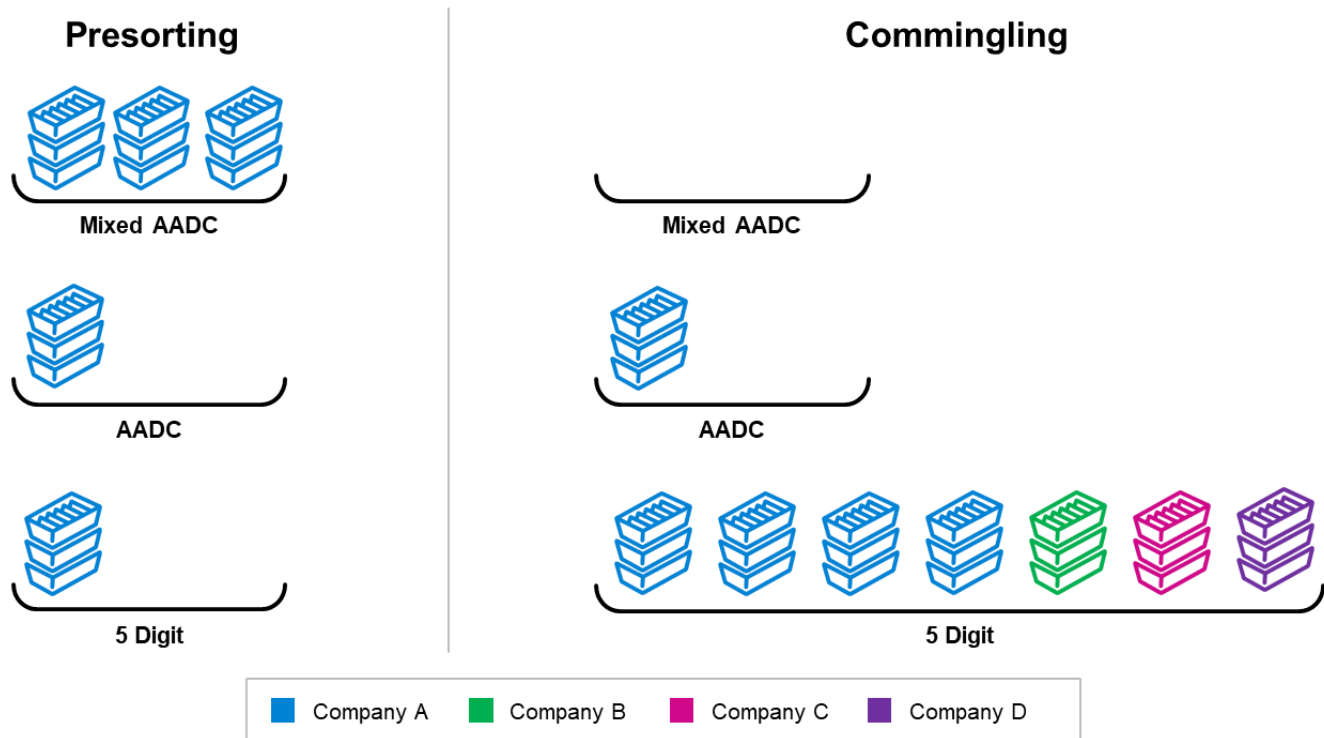 Presorting
Commingling
Mixed AADC
Mixed AADC
AADC
AADC
5 Digit
5 Digit
Company A
Company B
Company C
Company D